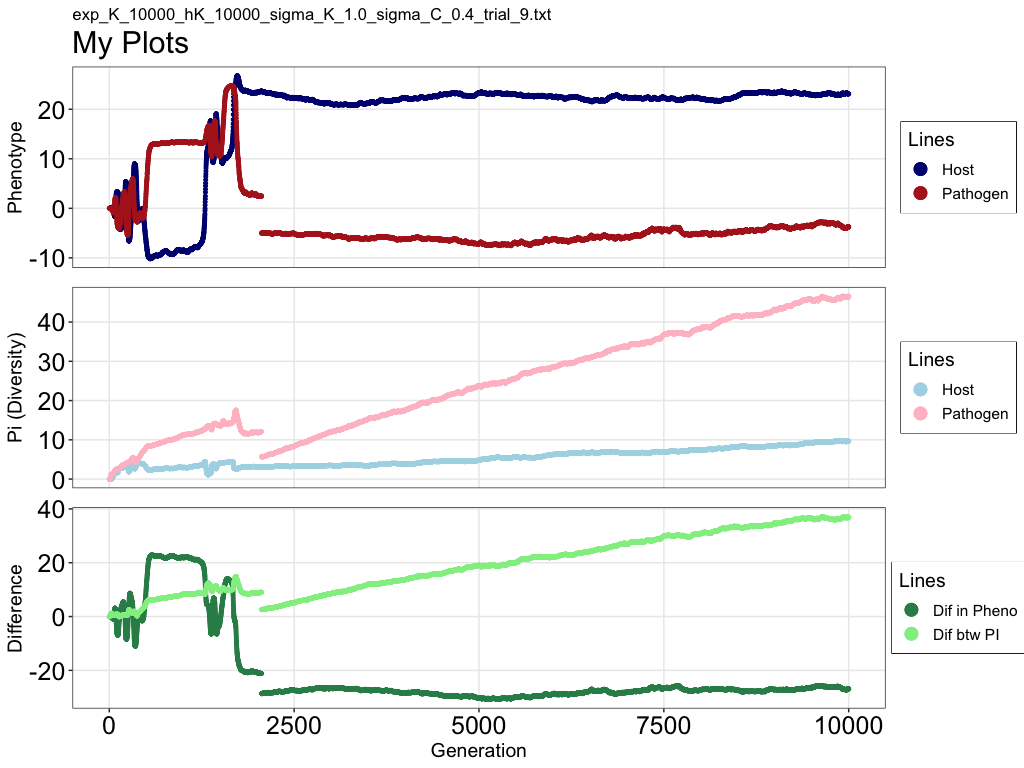 exp_K_10000_hK_10000_sigma_K_1.0_sigma_C_0.4_trial_9.txt
My Plots
Phenotype
20
10
0
-10
Lines
Host
Pathogen
Pi (Diversity)
40
30
20
10
0
Lines
Host
Pathogen
Difference
40
20
0
-20
Lines
Dif in Pheno
Dif btw PI
0 2500 5000 7500 10000
Generation